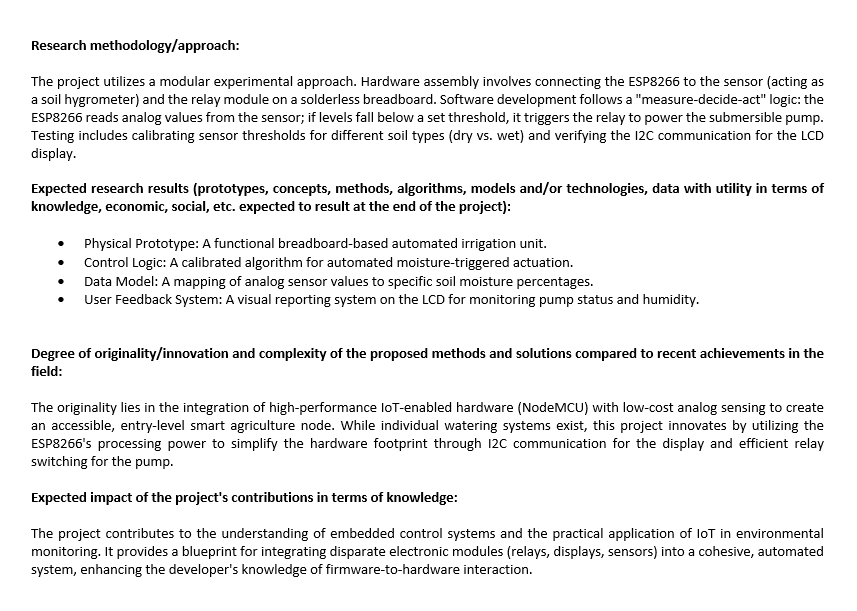 Research methodology/approach:
The project utilizes a modular experimental approach. Hardware assembly involves connecting the ESP8266 to the sensor (acting as
a soil hygrometer) and the relay module on a solderless breadboard. Software development follows a "measure-decide-act" logic: the
ESP8266 reads analog values from the sensor; if levels fall below a set threshold, it triggers the relay to power the submersible pump.
Testing includes calibrating sensor thresholds for different soil types (dry vs. wet) and verifying the I2C communication for the LCD
display.
Expected research results (prototypes, concepts, methods, algorithms, models and/or technologies, data with utility in terms of
knowledge, economic, social, etc. expected to result at the end of the project):
• Physical Prototype: A functional breadboard-based automated irrigation unit.
• Control Logic: A calibrated algorithm for automated moisture-triggered actuation.
• Data Model: A mapping of analog sensor values to specific soil moisture percentages.
• User Feedback System: A visual reporting system on the LCD for monitoring pump status and humidity.
Degree of originality/innovation and complexity of the proposed methods and solutions compared to recent achievements in the
field:
The originality lies in the integration of high-performance IoT-enabled hardware (NodeMCU) with low-cost analog sensing to create
an accessible, entry-level smart agriculture node. While individual watering systems exist, this project innovates by utilizing the
ESP8266's processing power to simplify the hardware footprint through I2C communication for the display and efficient relay
switching for the pump.
Expected impact of the project's contributions in terms of knowledge:
The project contributes to the understanding of embedded control systems and the practical application of IoT in environmental
monitoring. It provides a blueprint for integrating disparate electronic modules (relays, displays, sensors) into a cohesive, automated
system, enhancing the developer's knowledge of firmware-to-hardware interaction.